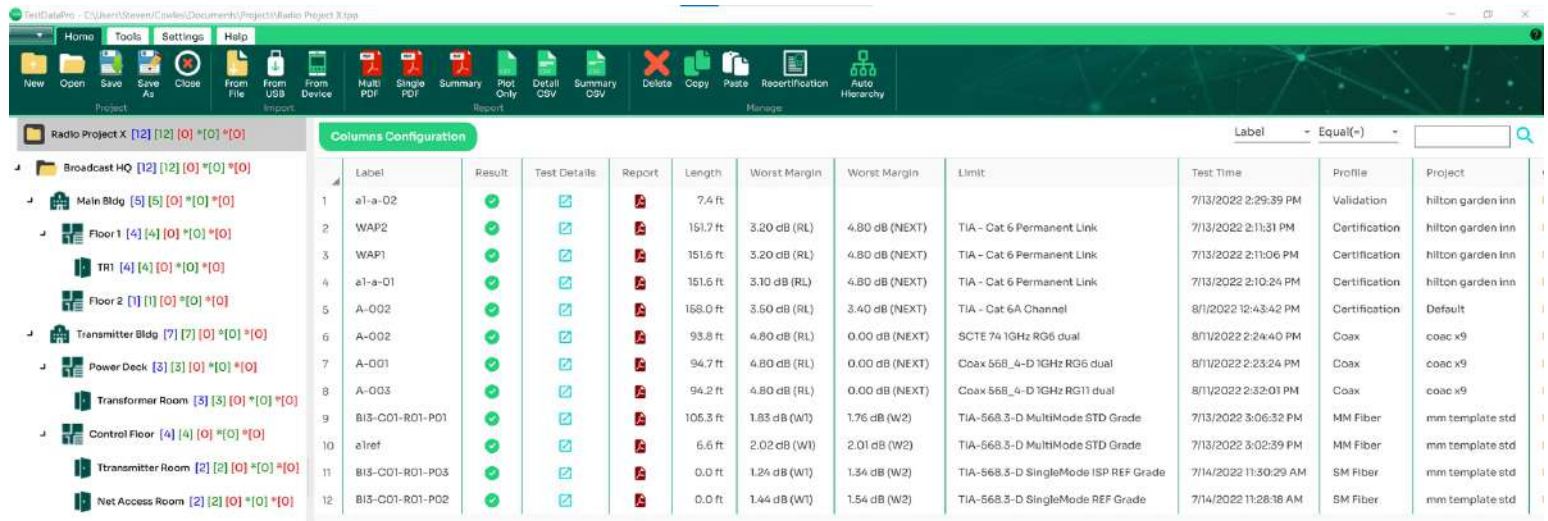 TestDataPro - C:\Users\Steven\Cowles\Documents\Projects\Radio Project X.tpp
Home Tools Settings Help
New Open Save Save As Close From File From USB From Device Multi PDF Single PDF Summary Plot Only Detail CSV Summary CSV Delete Copy Paste Recertification Auto Hierarchy
Project Import Report Manage
Radio Project X [12] [12] [0] *[0] *[0]
Broadcast HQ [12] [12] [0] *[0] *[0]
Main Bldg [5] [5] [0] *[0] *[0]
Floor 1 [4] [4] [0] *[0] *[0]
TR1 [4] [4] [0] *[0] *[0]
Floor 2 [1] [1] [0] *[0] *[0]
Transmitter Bldg [7] [7] [0] *[0] *[0]
Power Deck [3] [3] [0] *[0] *[0]
Transformer Room [3] [3] [0] *[0] *[0]
Control Floor [4] [4] [0] *[0] *[0]
Ttransmitter Room [2] [2] [0] *[0] *[0]
Net Access Room [2] [2] [0] *[0] *[0]
Columns Configuration Label Equal(=)
Label Result Test Details Report Length Worst Margin Worst Margin Limit Test Time Profile Project
1 a1-a-02 7.4 ft 7/13/2022 2:29:39 PM Validation hilton garden inn
2 WAP2 151.7 ft 3.20 dB (RL) 4.80 dB (NEXT) TIA - Cat 6 Permanent Link 7/13/2022 2:11:31 PM Certification hilton garden inn
3 WAP1 151.6 ft 3.20 dB (RL) 4.80 dB (NEXT) TIA - Cat 6 Permanent Link 7/13/2022 2:11:06 PM Certification hilton garden inn
4 a1-a-01 151.6 ft 3.10 dB (RL) 4.80 dB (NEXT) TIA - Cat 6 Permanent Link 7/13/2022 2:10:24 PM Certification hilton garden inn
5 A-002 158.0 ft 3.50 dB (RL) 3.40 dB (NEXT) TIA - Cat 6A Channel 8/1/2022 12:43:42 PM Certification Default
6 A-002 93.8 ft 4.80 dB (RL) 0.00 dB (NEXT) SCTE 74 1GHz RG6 dual 8/11/2022 2:24:40 PM Coax coac x9
7 A-001 94.7 ft 4.80 dB (RL) 0.00 dB (NEXT) Coax 568_4-D 1GHz RG6 dual 8/11/2022 2:23:24 PM Coax coac x9
8 A-003 94.2 ft 4.80 dB (RL) 0.00 dB (NEXT) Coax 568_4-D 1GHz RG11 dual 8/11/2022 2:32:01 PM Coax coac x9
9 BI3-C01-R01-P01 105.3 ft 1.83 dB (W1) 1.76 dB (W2) TIA-568.3-D MultiMode STD Grade 7/13/2022 3:06:32 PM MM Fiber mm template std
10 a1ref 6.6 ft 2.02 dB (W1) 2.01 dB (W2) TIA-568.3-D MultiMode STD Grade 7/13/2022 3:02:39 PM MM Fiber mm template std
11 BI3-C01-R01-P03 0.0 ft 1.24 dB (W1) 1.34 dB (W2) TIA-568.3-D SingleMode ISP REF Grade 7/14/2022 11:30:29 AM SM Fiber mm template std
12 BI3-C01-R01-P02 0.0 ft 1.44 dB (W1) 1.54 dB (W2) TIA-568.3-D SingleMode REF Grade 7/14/2022 11:28:18 AM SM Fiber mm template std